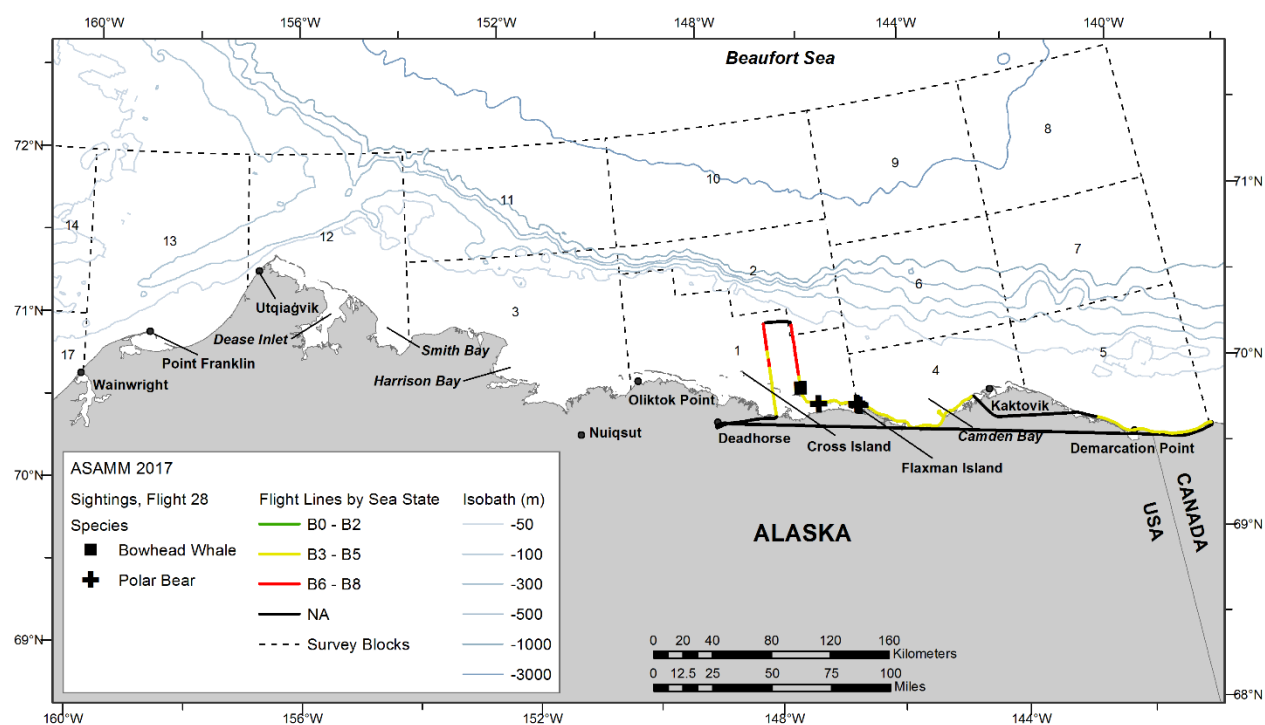 160°W 156°W 152°W 148°W 144°W 140°W
Beaufort Sea
8
72°N
9
71°N
10
11
14
13
12
7
2
6
Utqiaġvik
71°N
3
Dease Inlet
Smith Bay
1
5
70°N
17
Point Franklin
Harrison Bay
4
Wainwright
Oliktok Point
Kaktovik
Nuiqsut
Deadhorse
Cross Island
Camden Bay
Demarcation Point
Flaxman Island
70°N
ASAMM 2017
Sightings, Flight 28
Species
Bowhead Whale
Polar Bear
Flight Lines by Sea State
B0 - B2
B3 - B5
B6 - B8
NA
Survey Blocks
Isobath (m)
-50
-100
-300
-500
-1000
-3000
ALASKA
USA
CANADA
69°N
69°N
0 20 40 80 120 160
Kilometers
0 12.5 25 50 75 100
Miles
68°N
160°W 156°W 152°W 148°W 144°W 140°W